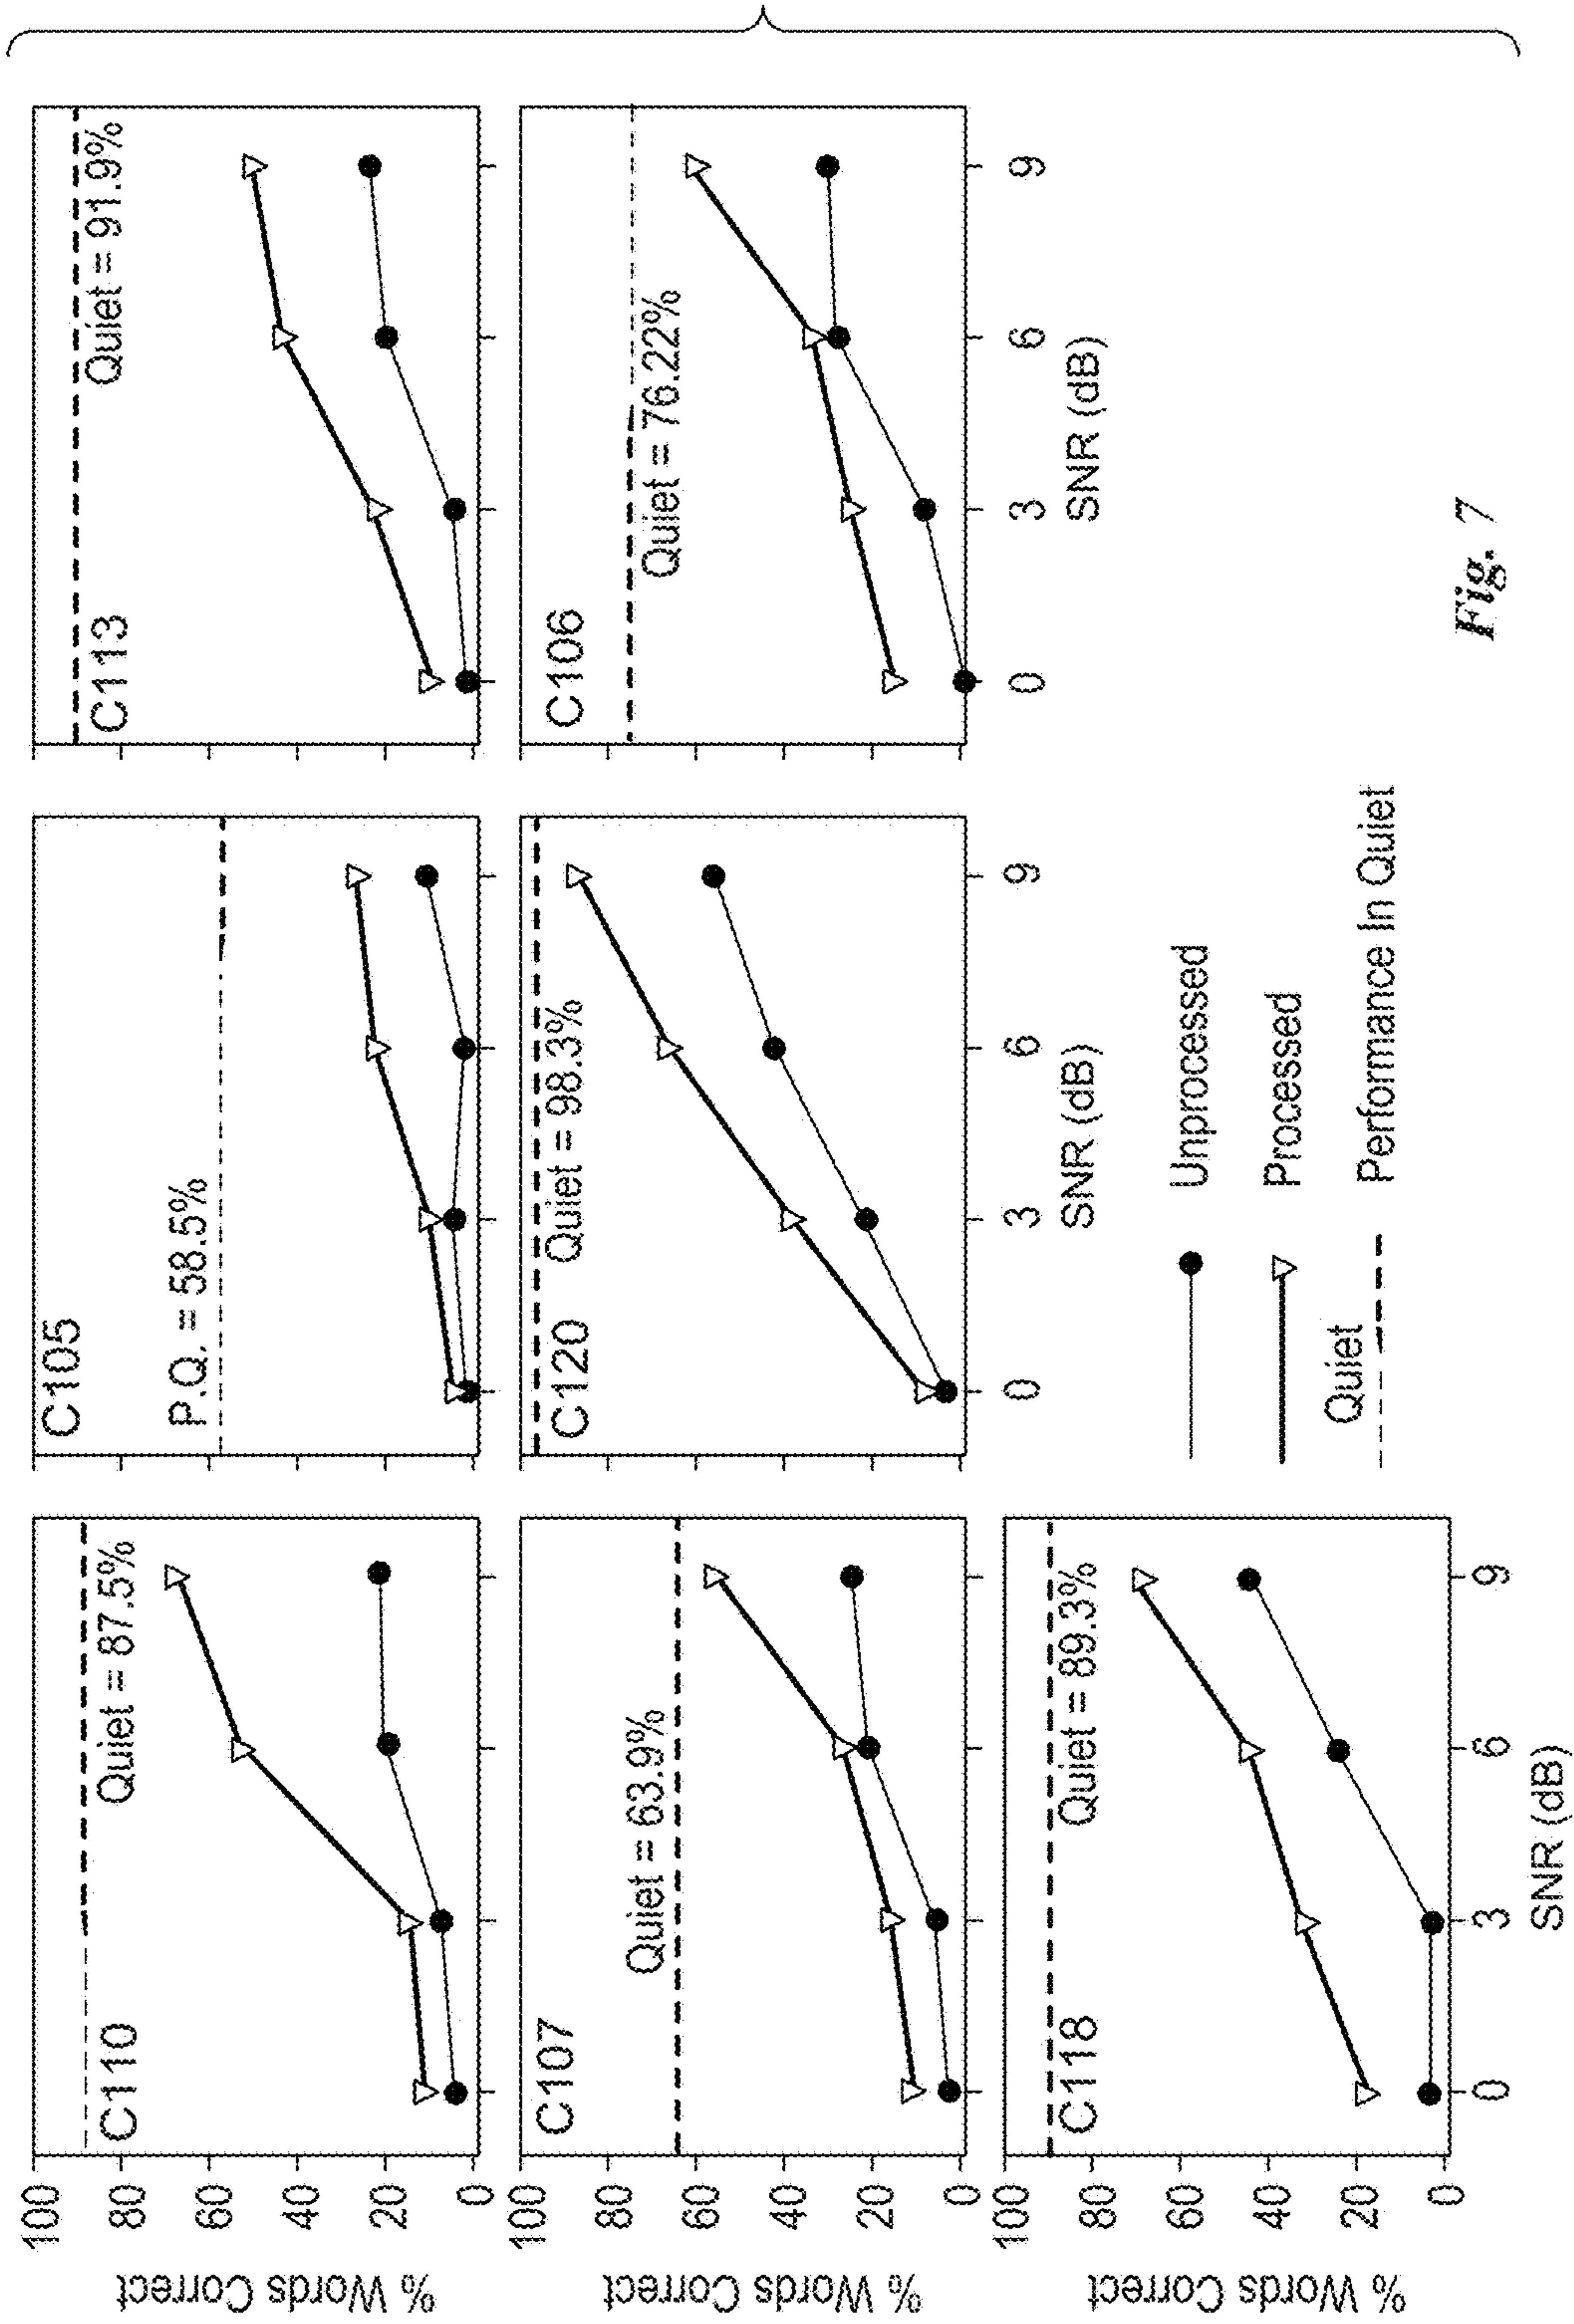 % Words Correct
100
80
60
40
20
0
C110
Quiet = 87.5%
C105
P.Q. = 58.5%
C113
Quiet = 91.9%
% Words Correct
100
80
60
40
20
0
C107
Quiet = 63.9%
C120
Quiet = 98.3%
0
3
6
9
SNR (dB)
C106
Quiet = 76.22%
0
3
6
9
SNR (dB)
% Words Correct
100
80
60
40
20
0
C118
Quiet = 89.3%
0
3
6
9
SNR (dB)
Unprocessed
Processed
Quiet
Performance In Quiet
Fig. 7